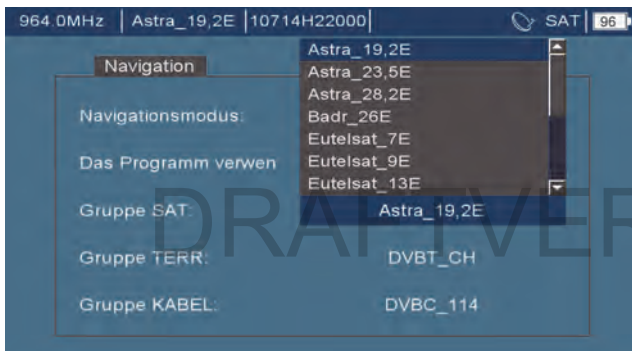 964.0MHz Astra_19,2E 10714H22000 SAT 96
Navigation
Astra_19,2E
Astra_23,5E
Astra_28,2E
Badr_26E
Eutelsat_7E
Eutelsat_9E
Eutelsat_13E
Navigationsmodus:
Das Programm verwen
Gruppe SAT: Astra_19,2E
Gruppe TERR: DVBT_CH
Gruppe KABEL: DVBC_114
DRAFTVER